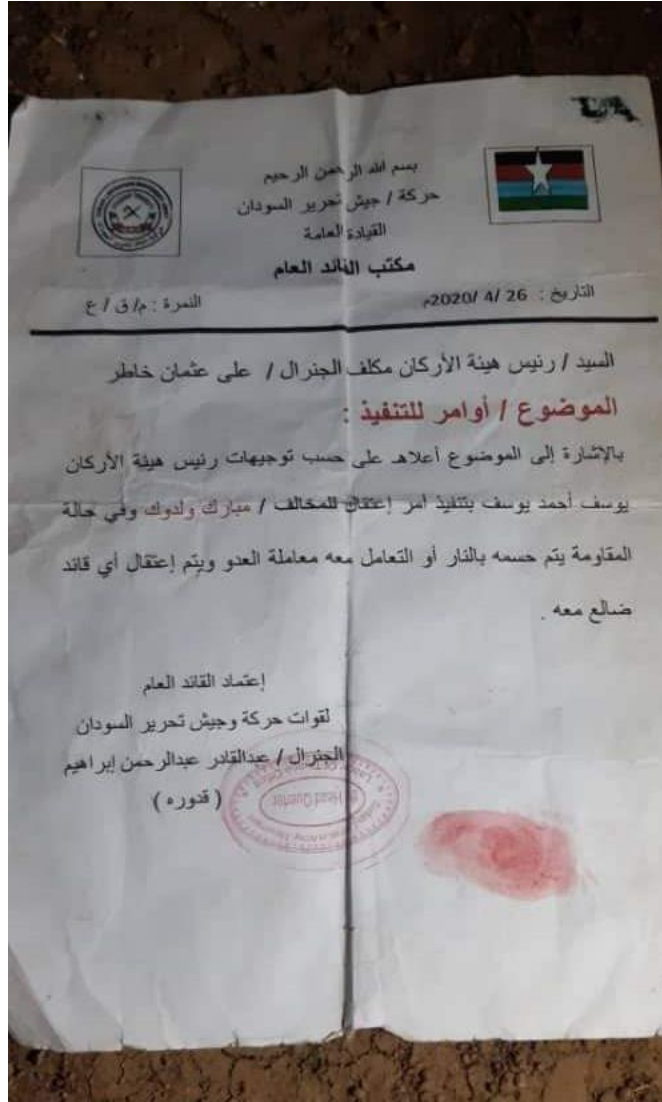 بسم الله الرحمن الرحيم
حركة / جيش تحرير السودان
القيادة العامة
مكتب القائد العام
التاريخ : 26 /4 /2020م
النمرة : م/ ق / ع
السيد / رئيس هيئة الأركان مكلف الجنرال / على عثمان خاطر
الموضوع / أوامر للتنفيذ :
بالإشارة إلى الموضوع أعلاهـ على حسب توجيهات رئيس هيئة الأركان
يوسف أحمد يوسف بتنفيذ أمر إعتقال للمخالف / مبارك ولدوك وفي حالة
المقاومة يتم حسمه بالنار أو التعامل معه معاملة العدو ويتم إعتقال أي قائد
ضالع معه .
إعتماد القائد العام
لقوات حركة وجيش تحرير السودان
الجنرال / عبدالقادر عبدالرحمن إبراهيم
( قدوره )
Head Quarter